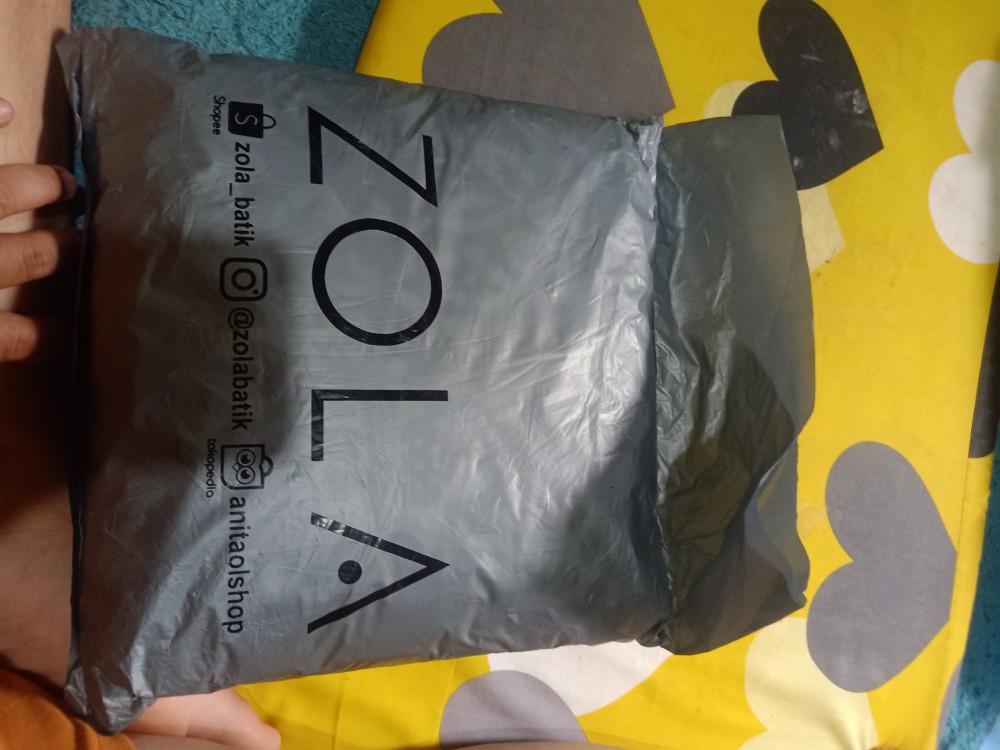 ZOLA
zola_batik @zolabatik anitaolshop
Shopee tokopedia